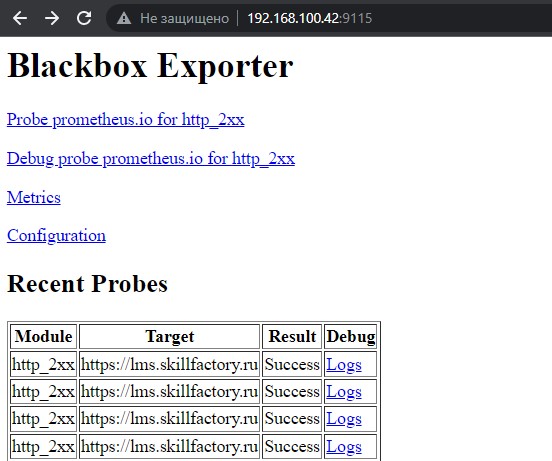 Не защищено 192.168.100.42:9115
Blackbox Exporter
Probe prometheus.io for http_2xx
Debug probe prometheus.io for http_2xx
Metrics
Configuration
Recent Probes
Module Target Result Debug
http_2xx https://lms.skillfactory.ru Success Logs
http_2xx https://lms.skillfactory.ru Success Logs
http_2xx https://lms.skillfactory.ru Success Logs
http_2xx https://lms.skillfactory.ru Success Logs